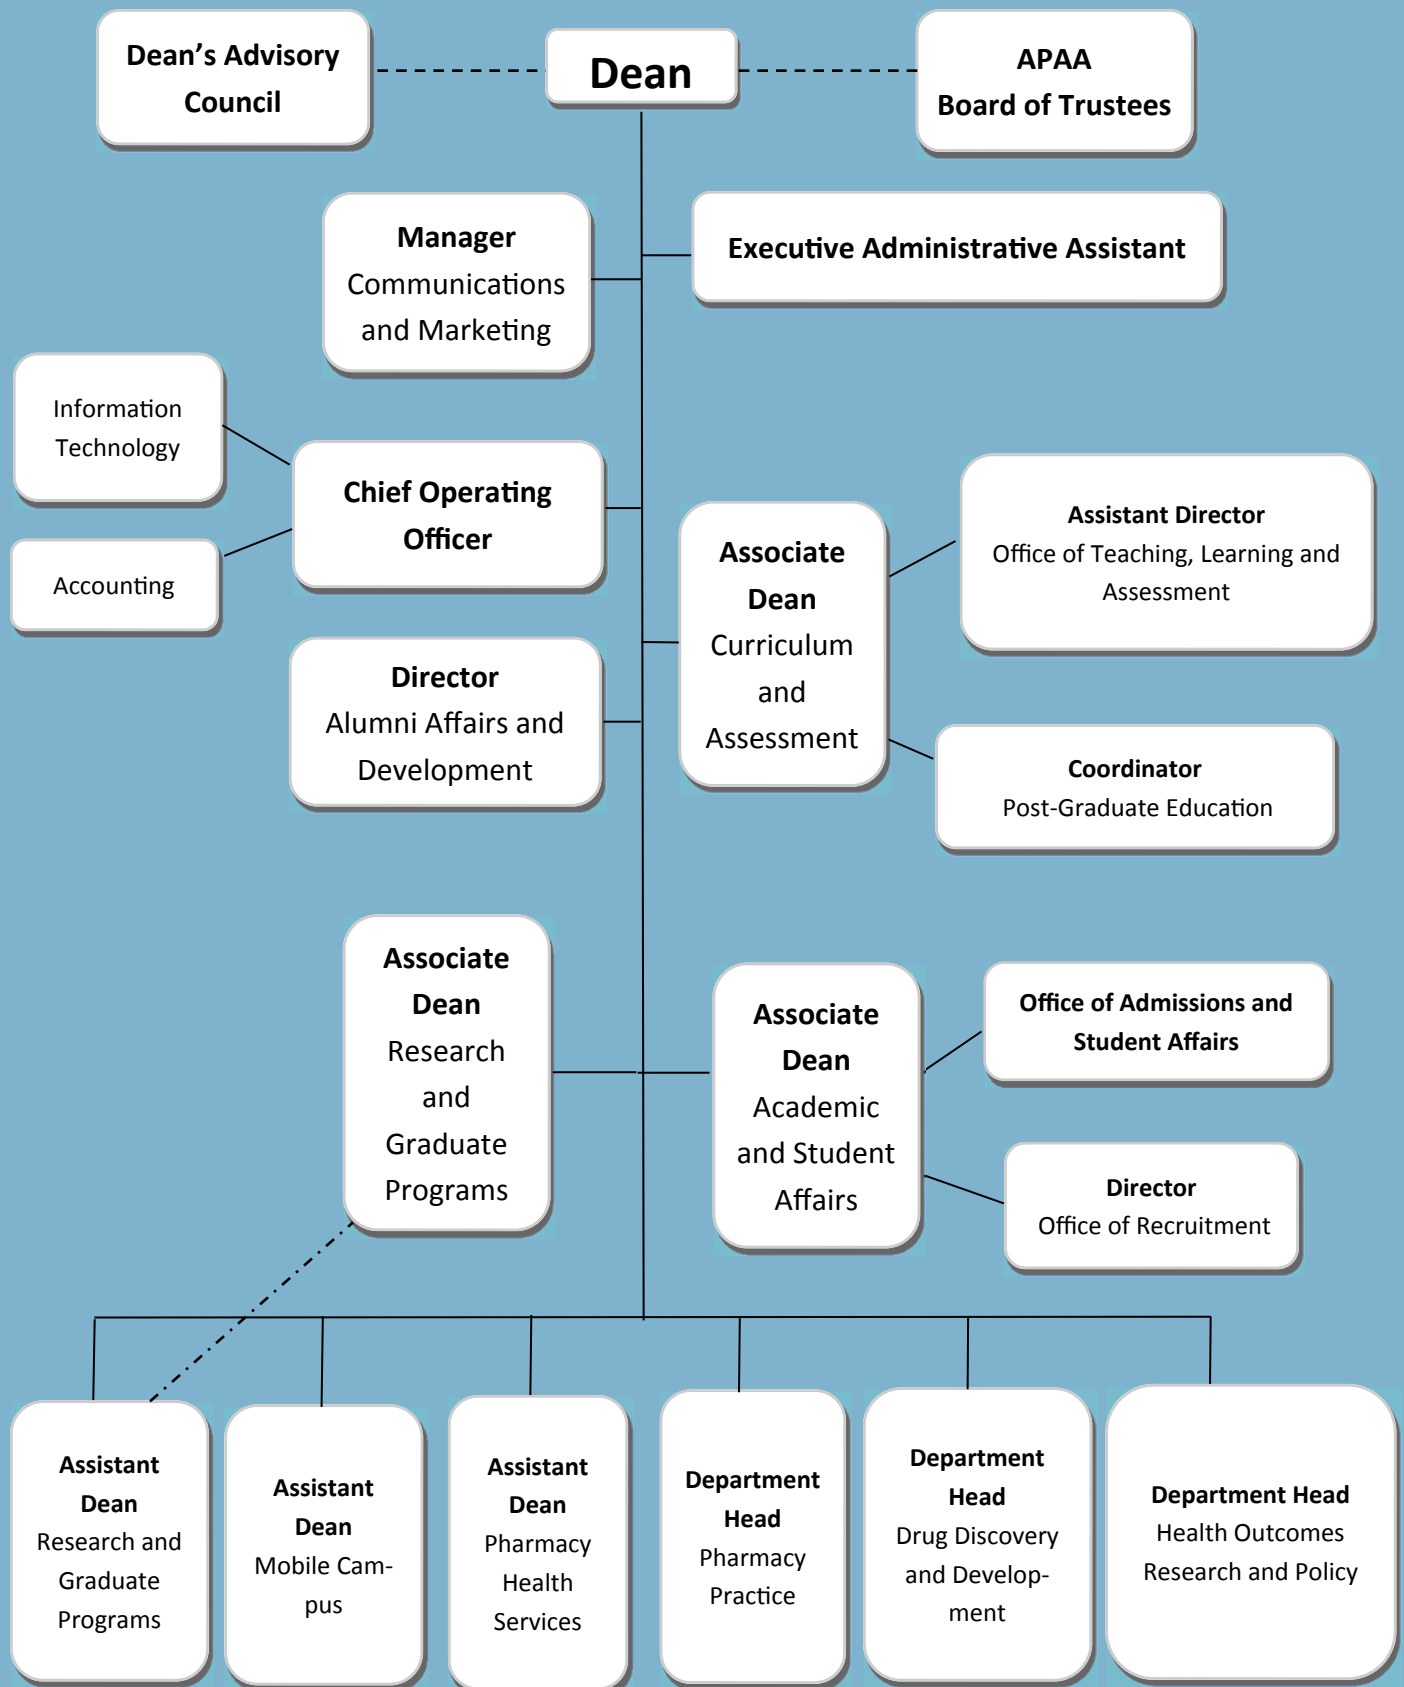 Dean's Advisory
Council
Dean
APAA
Board of Trustees
Manager
Communications
and Marketing
Executive Administrative Assistant
Information
Technology
Accounting
Chief Operating
Officer
Director
Alumni Affairs and
Development
Associate
Dean
Curriculum
and
Assessment
Assistant Director
Office of Teaching, Learning and
Assessment
Coordinator
Post-Graduate Education
Associate
Dean
Research
and
Graduate
Programs
Associate
Dean
Academic
and Student
Affairs
Office of Admissions and
Student Affairs
Director
Office of Recruitment
Assistant
Dean
Research and
Graduate
Programs
Assistant
Dean
Mobile Cam-
pus
Assistant
Dean
Pharmacy
Health
Services
Department
Head
Pharmacy
Practice
Department
Head
Drug Discovery
and Develop-
ment
Department Head
Health Outcomes
Research and Policy